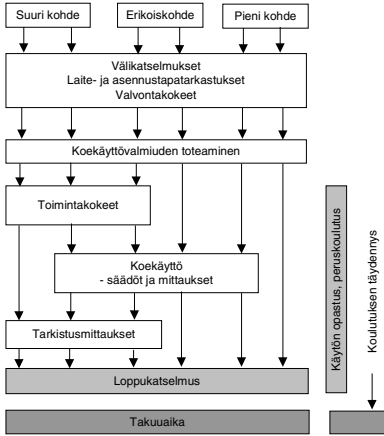 Suuri kohde
Erikoiskohde
Pieni kohde
Välikatselmukset
Laite- ja asennustapatarkastukset
Valvontakokeet
Koekäyttövalmiuden toteaminen
Toimintakokeet
Koekäyttö
- säädöt ja mittaukset
Tarkistusmittaukset
Loppukatselmus
Takuuaika
Käytön opastus, peruskoulutus
Koulutuksen täydennys